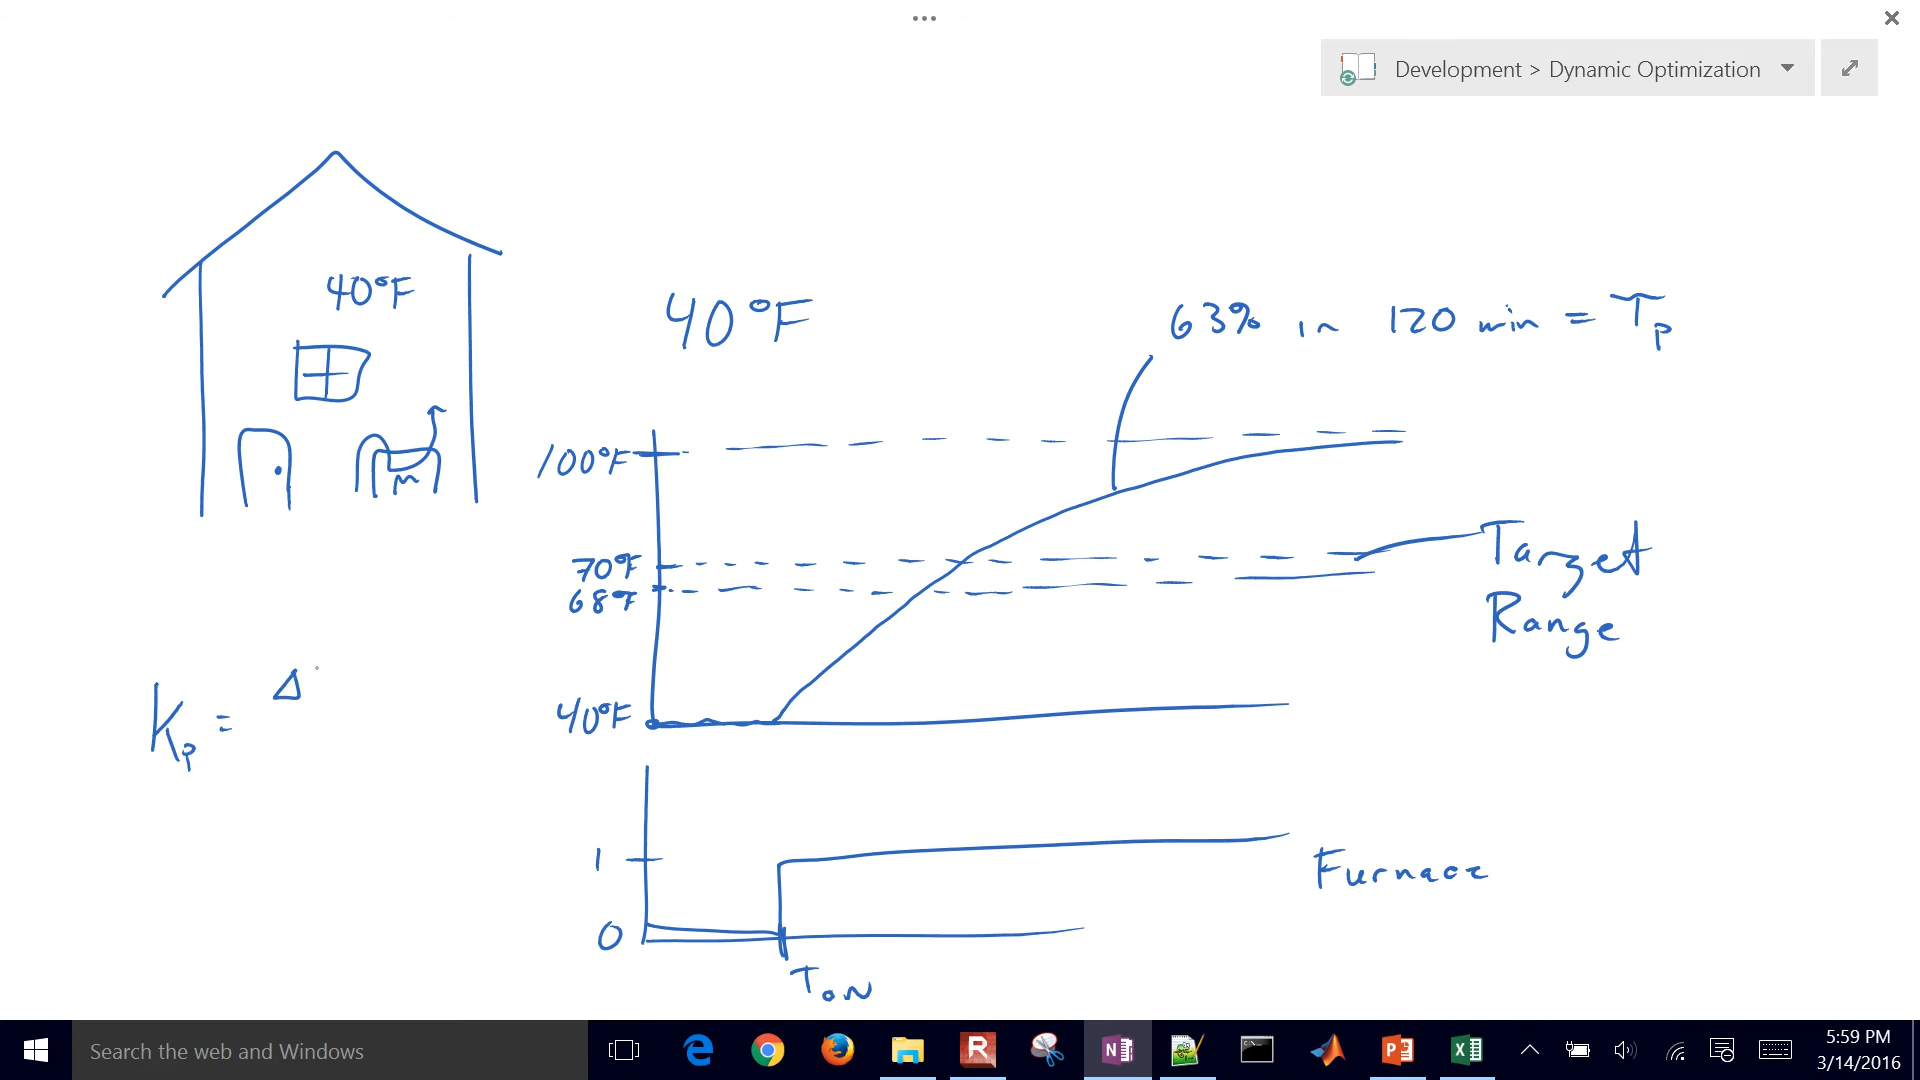 Development > Dynamic Optimization
40°F
40°F
63% in 120 min = τp
100°F
70°F
68°F
Target
Range
Kp = Δ
40°F
1
Furnace
0
TON
Search the web and Windows
5:59 PM
3/14/2016